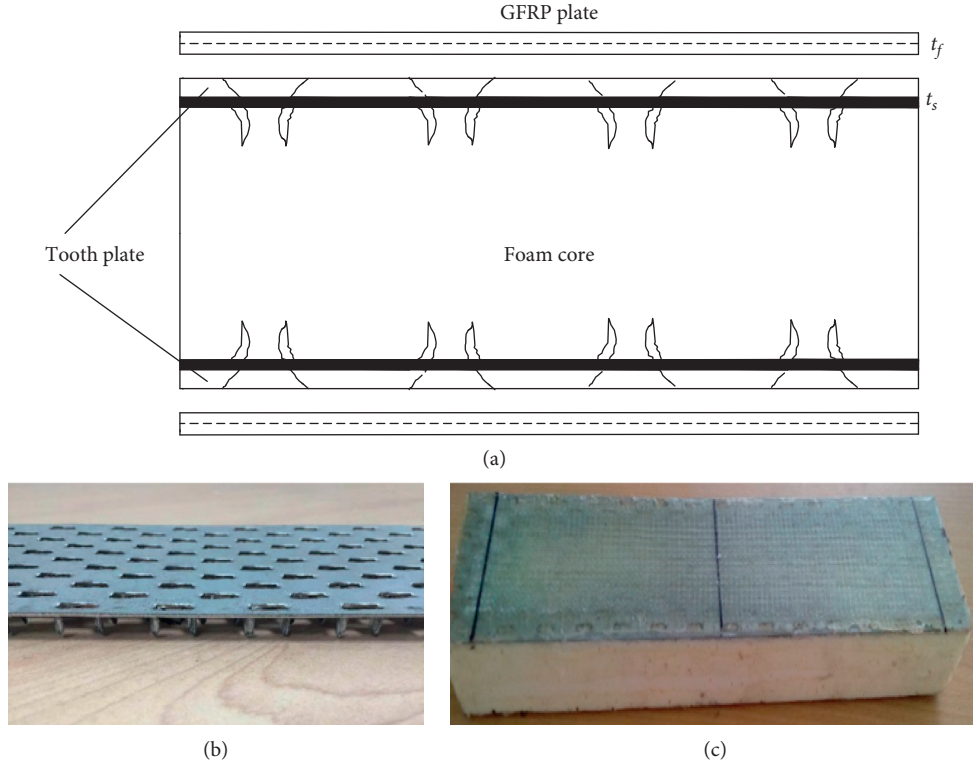 GFRP plate
t_f
t_s
Tooth plate
Foam core
(a)
(b)
(c)